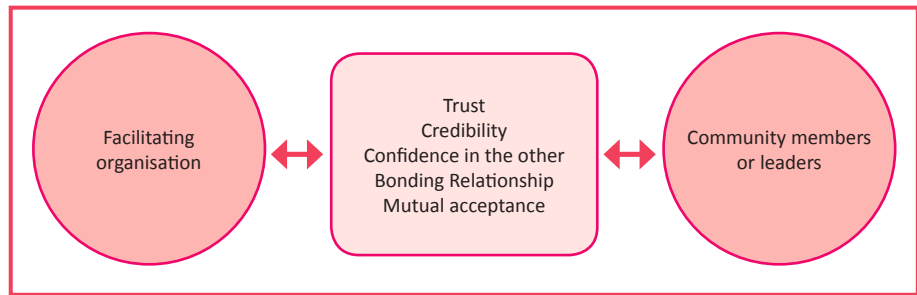 Facilitating
organisation
Trust
Credibility
Confidence in the other
Bonding Relationship
Mutual acceptance
Community members
or leaders